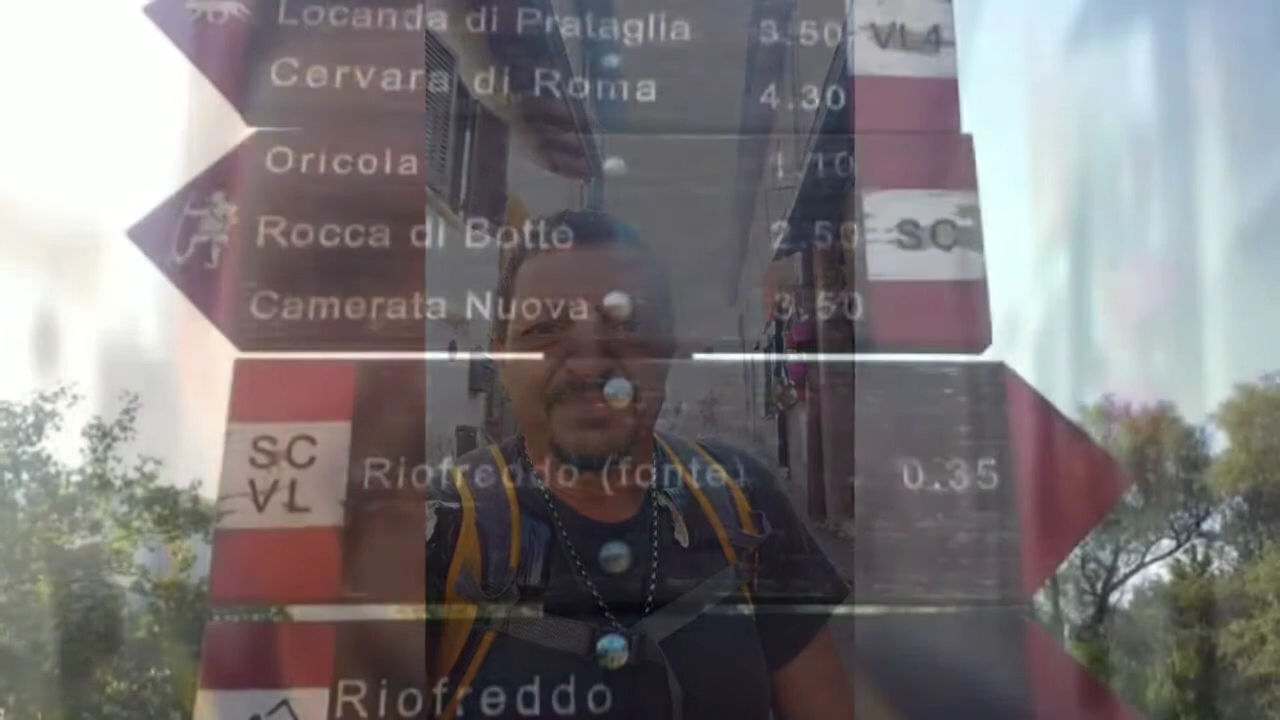 Locanda di Prataglia 3.50 VL4
Cervara di Roma 4.30
Oricola 1.10
Rocca di Botte 2.50 SC
Camerata Nuova 3.50
SC
VL
Riofreddo (fonte) 0.35
Riofreddo